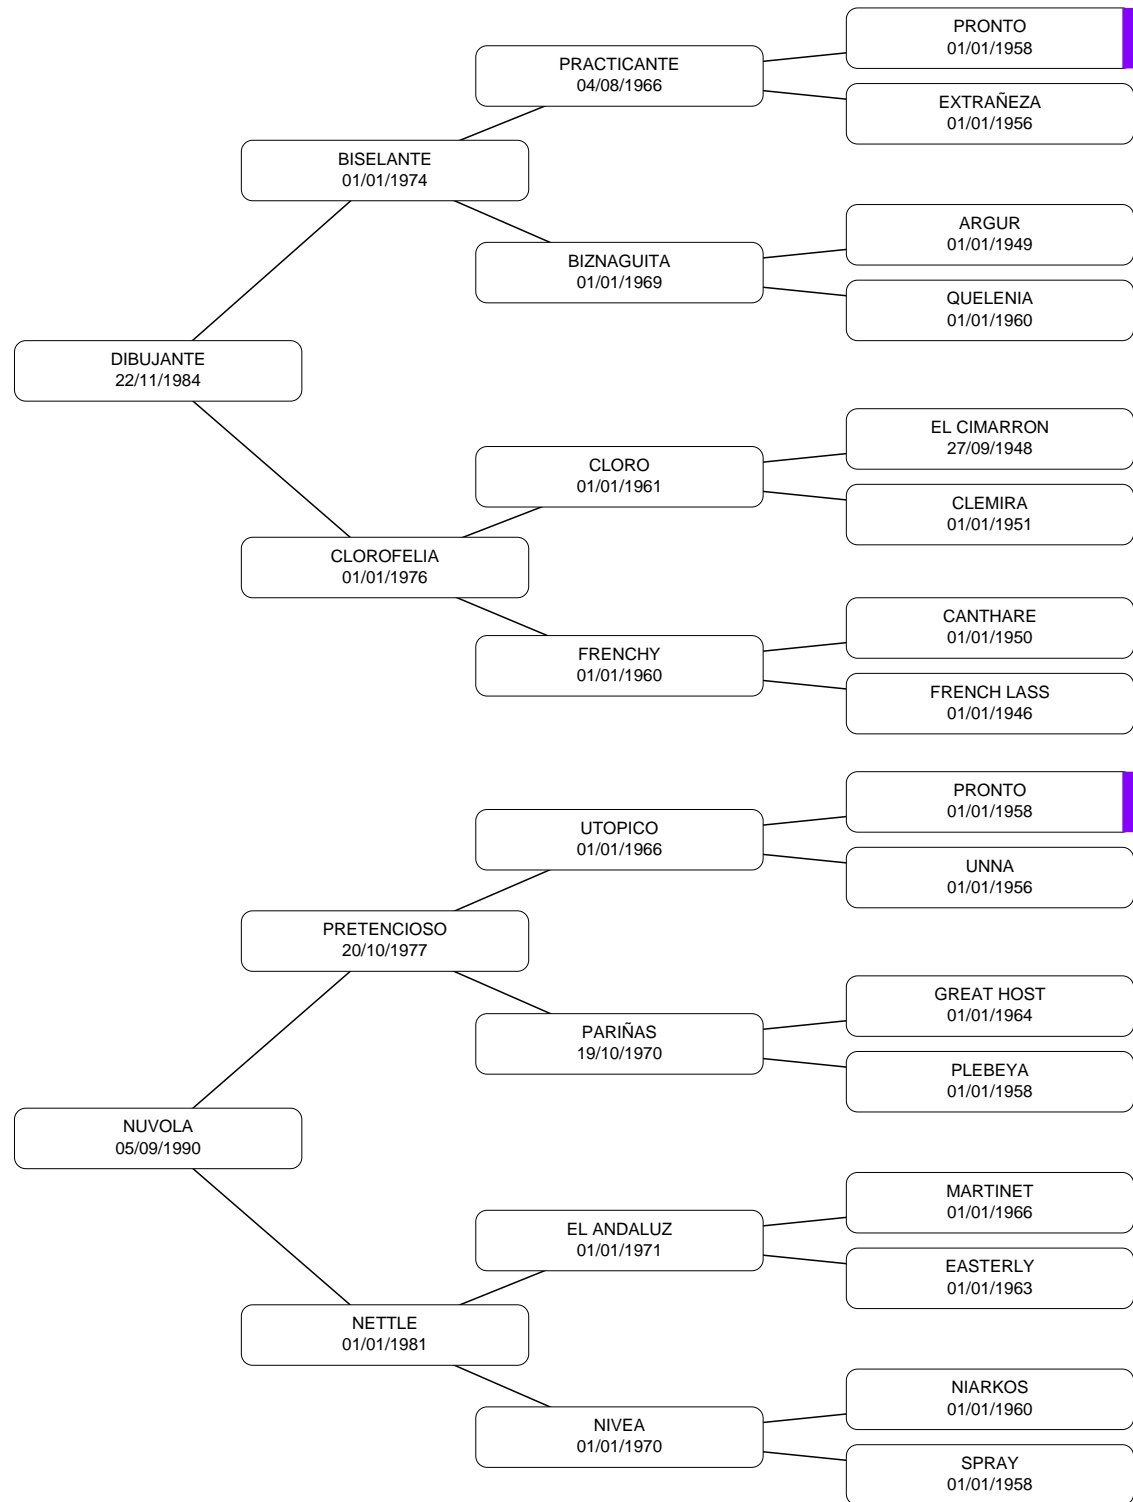 PRONTO
01/01/1958
PRACTICANTE
04/08/1966
EXTRAÑEZA
01/01/1956
BISELANTE
01/01/1974
ARGUR
01/01/1949
BIZNAGUITA
01/01/1969
QUELENIA
01/01/1960
DIBUJANTE
22/11/1984
EL CIMARRON
27/09/1948
CLORO
01/01/1961
CLEMIRA
01/01/1951
CLOROFELIA
01/01/1976
CANTHARE
01/01/1950
FRENCHY
01/01/1960
FRENCH LASS
01/01/1946
PRONTO
01/01/1958
UTOPICO
01/01/1966
UNNA
01/01/1956
PRETENCIOSO
20/10/1977
GREAT HOST
01/01/1964
PARIÑAS
19/10/1970
PLEBEYA
01/01/1958
NUVOLA
05/09/1990
MARTINET
01/01/1966
EL ANDALUZ
01/01/1971
EASTERLY
01/01/1963
NETTLE
01/01/1981
NIARKOS
01/01/1960
NIVEA
01/01/1970
SPRAY
01/01/1958